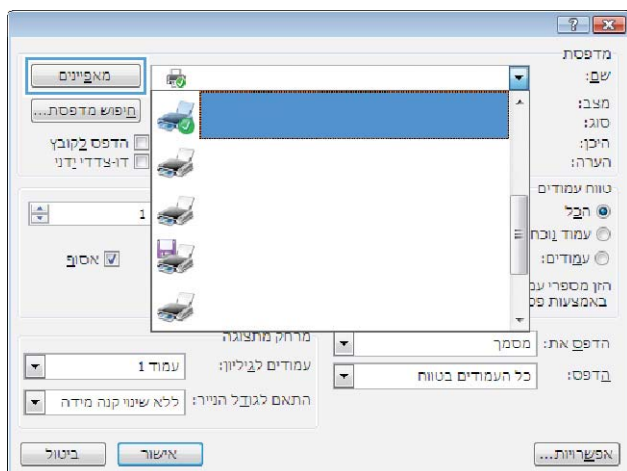 מדפסת
שם:
מאפיינים
מצב:
חיפוש מדפסת...
סוג:
היכן:
הדפס לקובץ
הערה:
דו-צדדי ידני
טווח עמודים
הכל
1
עמוד נוכח
עמודים:
אסוף
הזן מספרי
באמצעות
מרחק מתצוגה
הדפס את: מסמך
עמודים לגיליון: עמוד 1
הדפס: כל העמודים בטווח
התאם לגודל הנייר: ללא שינוי קנה מידה
אפשרויות...
אישור
ביטול